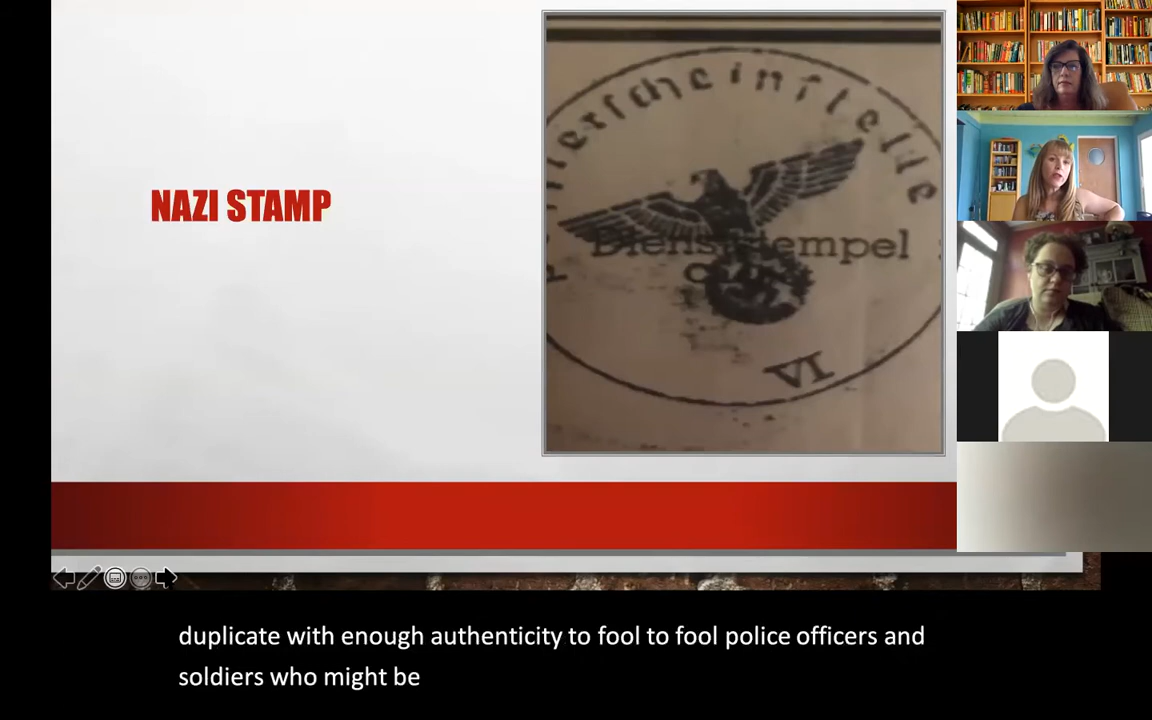 NAZI STAMP
ierscheinstelle
Dienststempel
VI
duplicate with enough authenticity to fool to fool police officers and
soldiers who might be